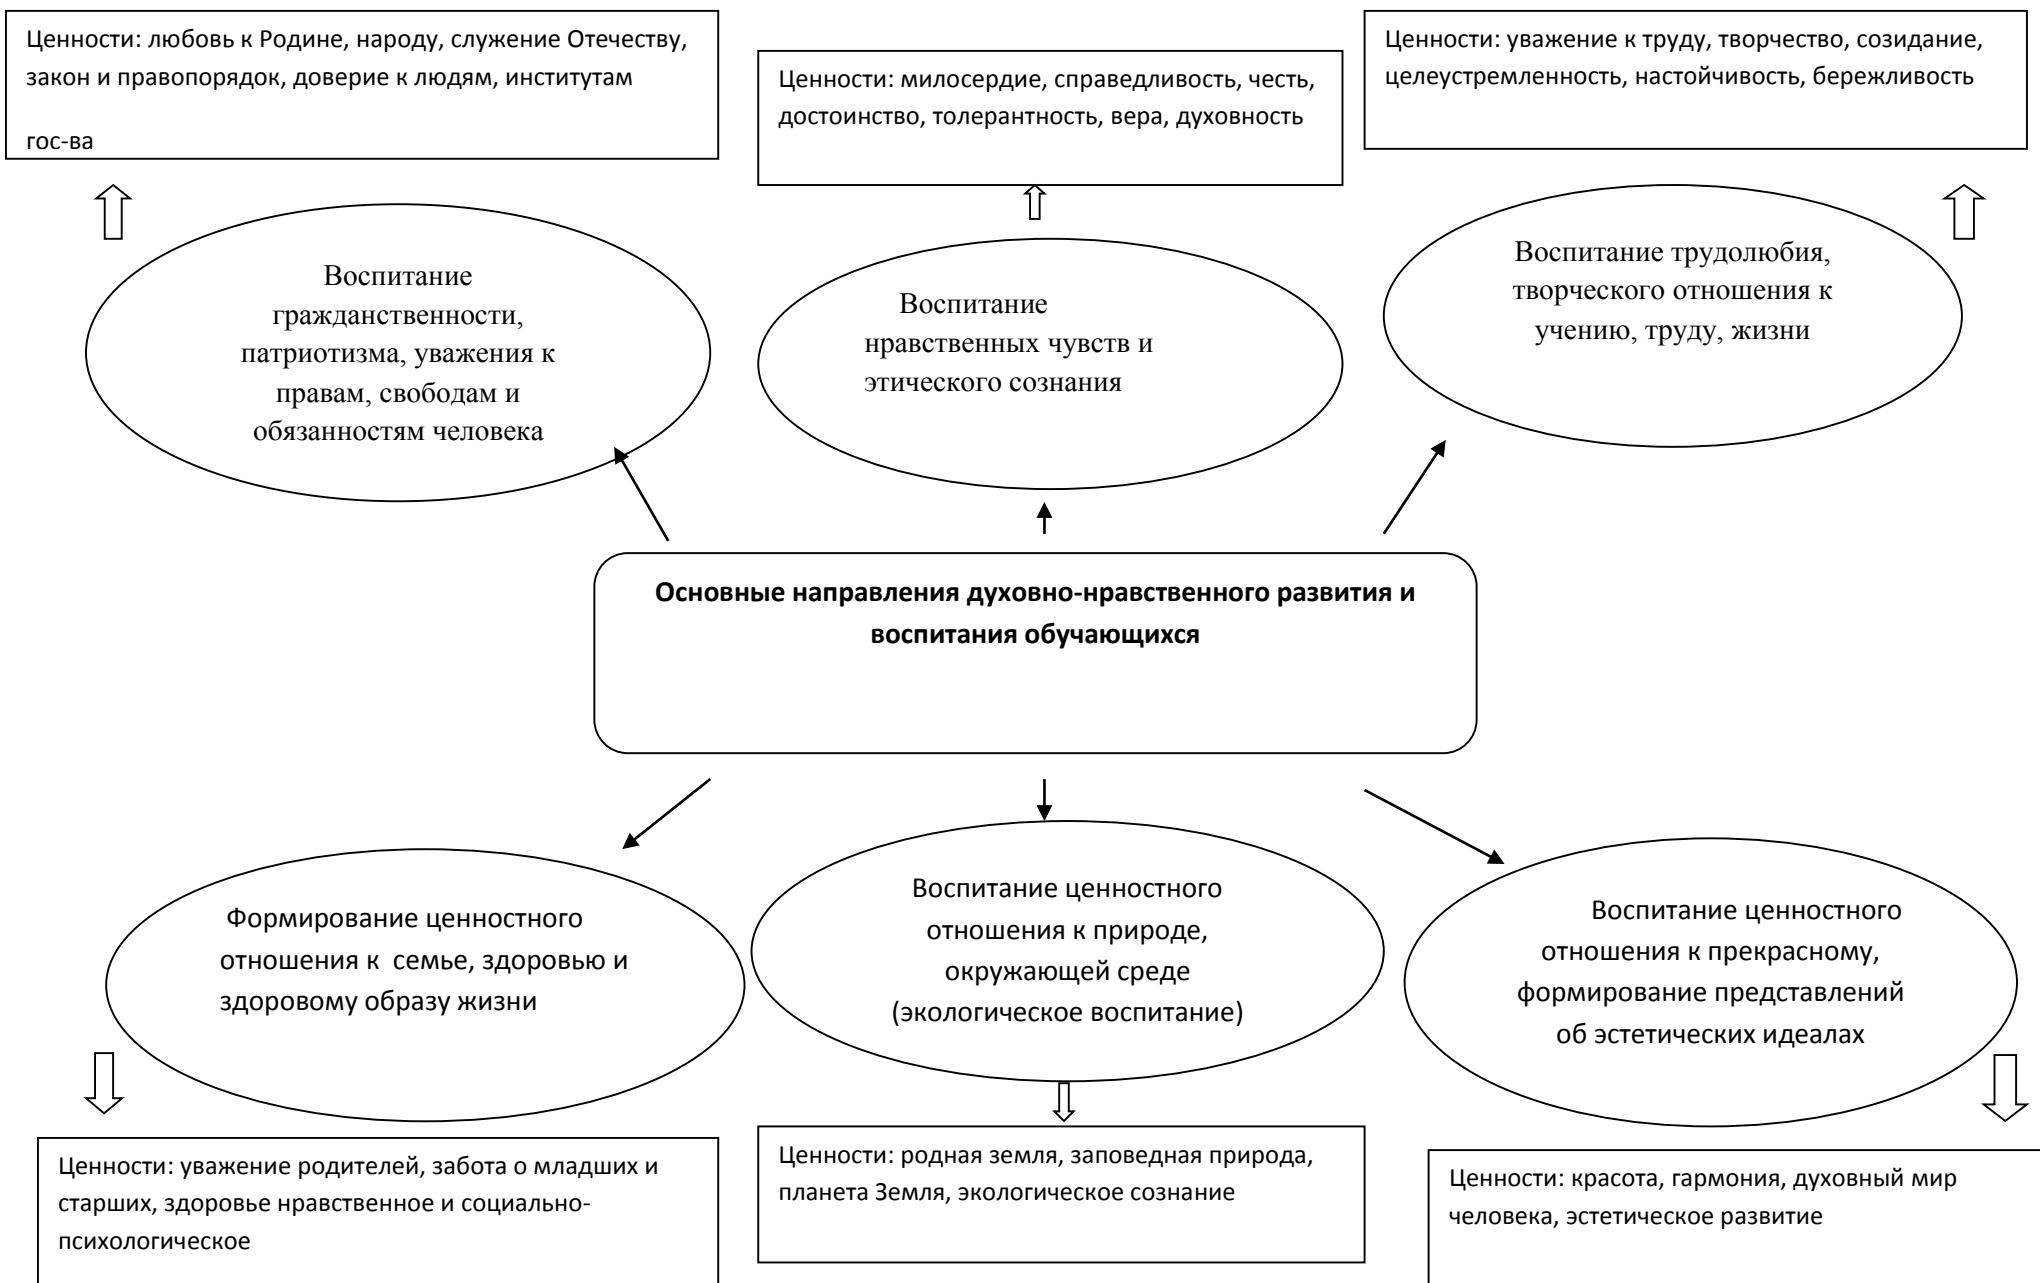 Ценности: любовь к Родине, народу, служение Отечеству,
закон и правопорядок, доверие к людям, институтам
гос-ва
Ценности: милосердие, справедливость, честь,
достоинство, толерантность, вера, духовность
Ценности: уважение к труду, творчество, созидание,
целеустремленность, настойчивость, бережливость
Воспитание
гражданственности,
патриотизма, уважения к
правам, свободам и
обязанностям человека
Воспитание
нравственных чувств и
этического сознания
Воспитание трудолюбия,
творческого отношения к
учению, труду, жизни
Основные направления духовно-нравственного развития и
воспитания обучающихся
Формирование ценностного
отношения к семье, здоровью и
здоровому образу жизни
Воспитание ценностного
отношения к природе,
окружающей среде
(экологическое воспитание)
Воспитание ценностного
отношения к прекрасному,
формирование представлений
об эстетических идеалах
Ценности: уважение родителей, забота о младших и
старших, здоровье нравственное и социально-
психологическое
Ценности: родная земля, заповедная природа,
планета Земля, экологическое сознание
Ценности: красота, гармония, духовный мир
человека, эстетическое развитие